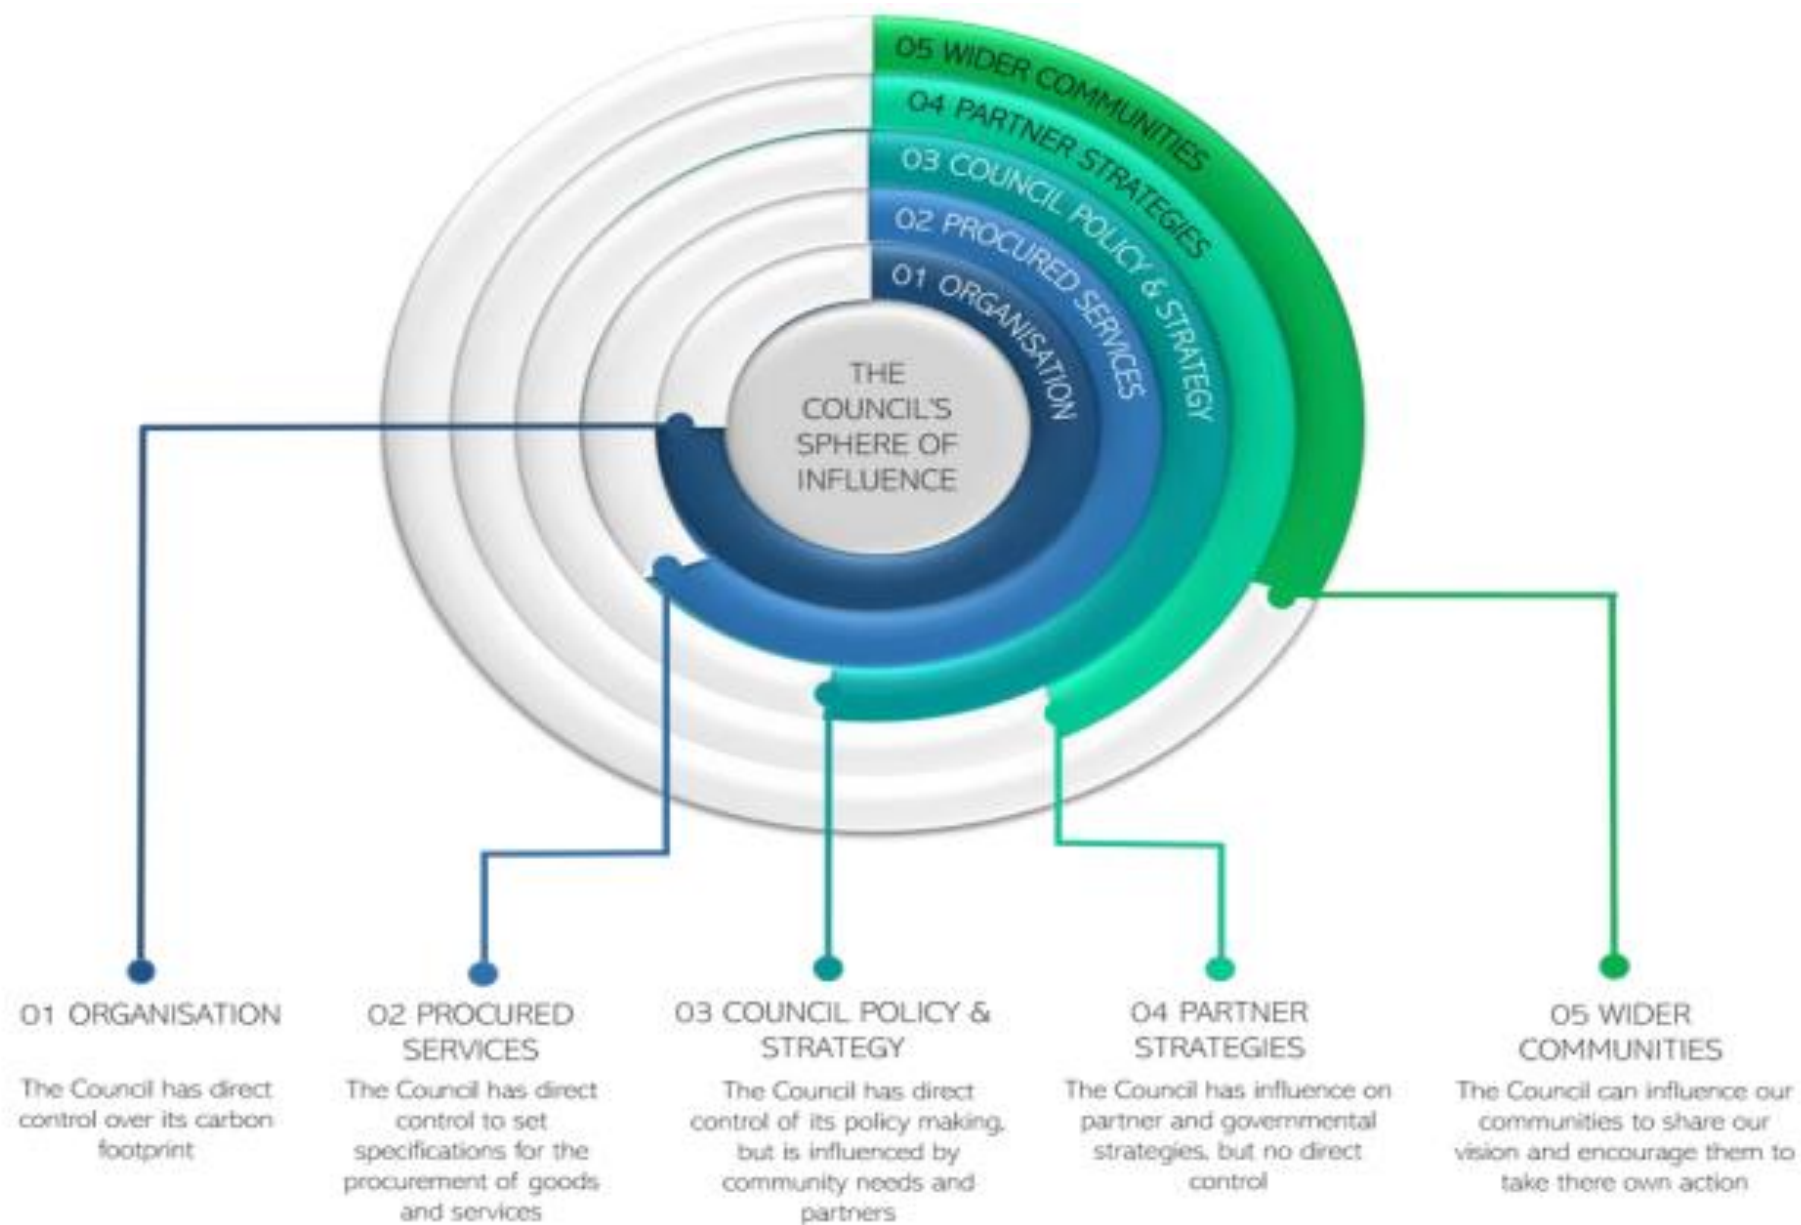 05 WIDER COMMUNITIES
04 PARTNER STRATEGIES
03 COUNCIL POLICY & STRATEGY
02 PROCURED SERVICES
01 ORGANISATION
THE
COUNCIL'S
SPHERE OF
INFLUENCE
01 ORGANISATION
The Council has direct
control over its carbon
footprint
02 PROCURED
SERVICES
The Council has direct
control to set
specifications for the
procurement of goods
and services
03 COUNCIL POLICY &
STRATEGY
The Council has direct
control of its policy making,
but is influenced by
community needs and
partners
04 PARTNER
STRATEGIES
The Council has influence on
partner and governmental
strategies, but no direct
control
05 WIDER
COMMUNITIES
The Council can influence our
communities to share our
vision and encourage them to
take there own action